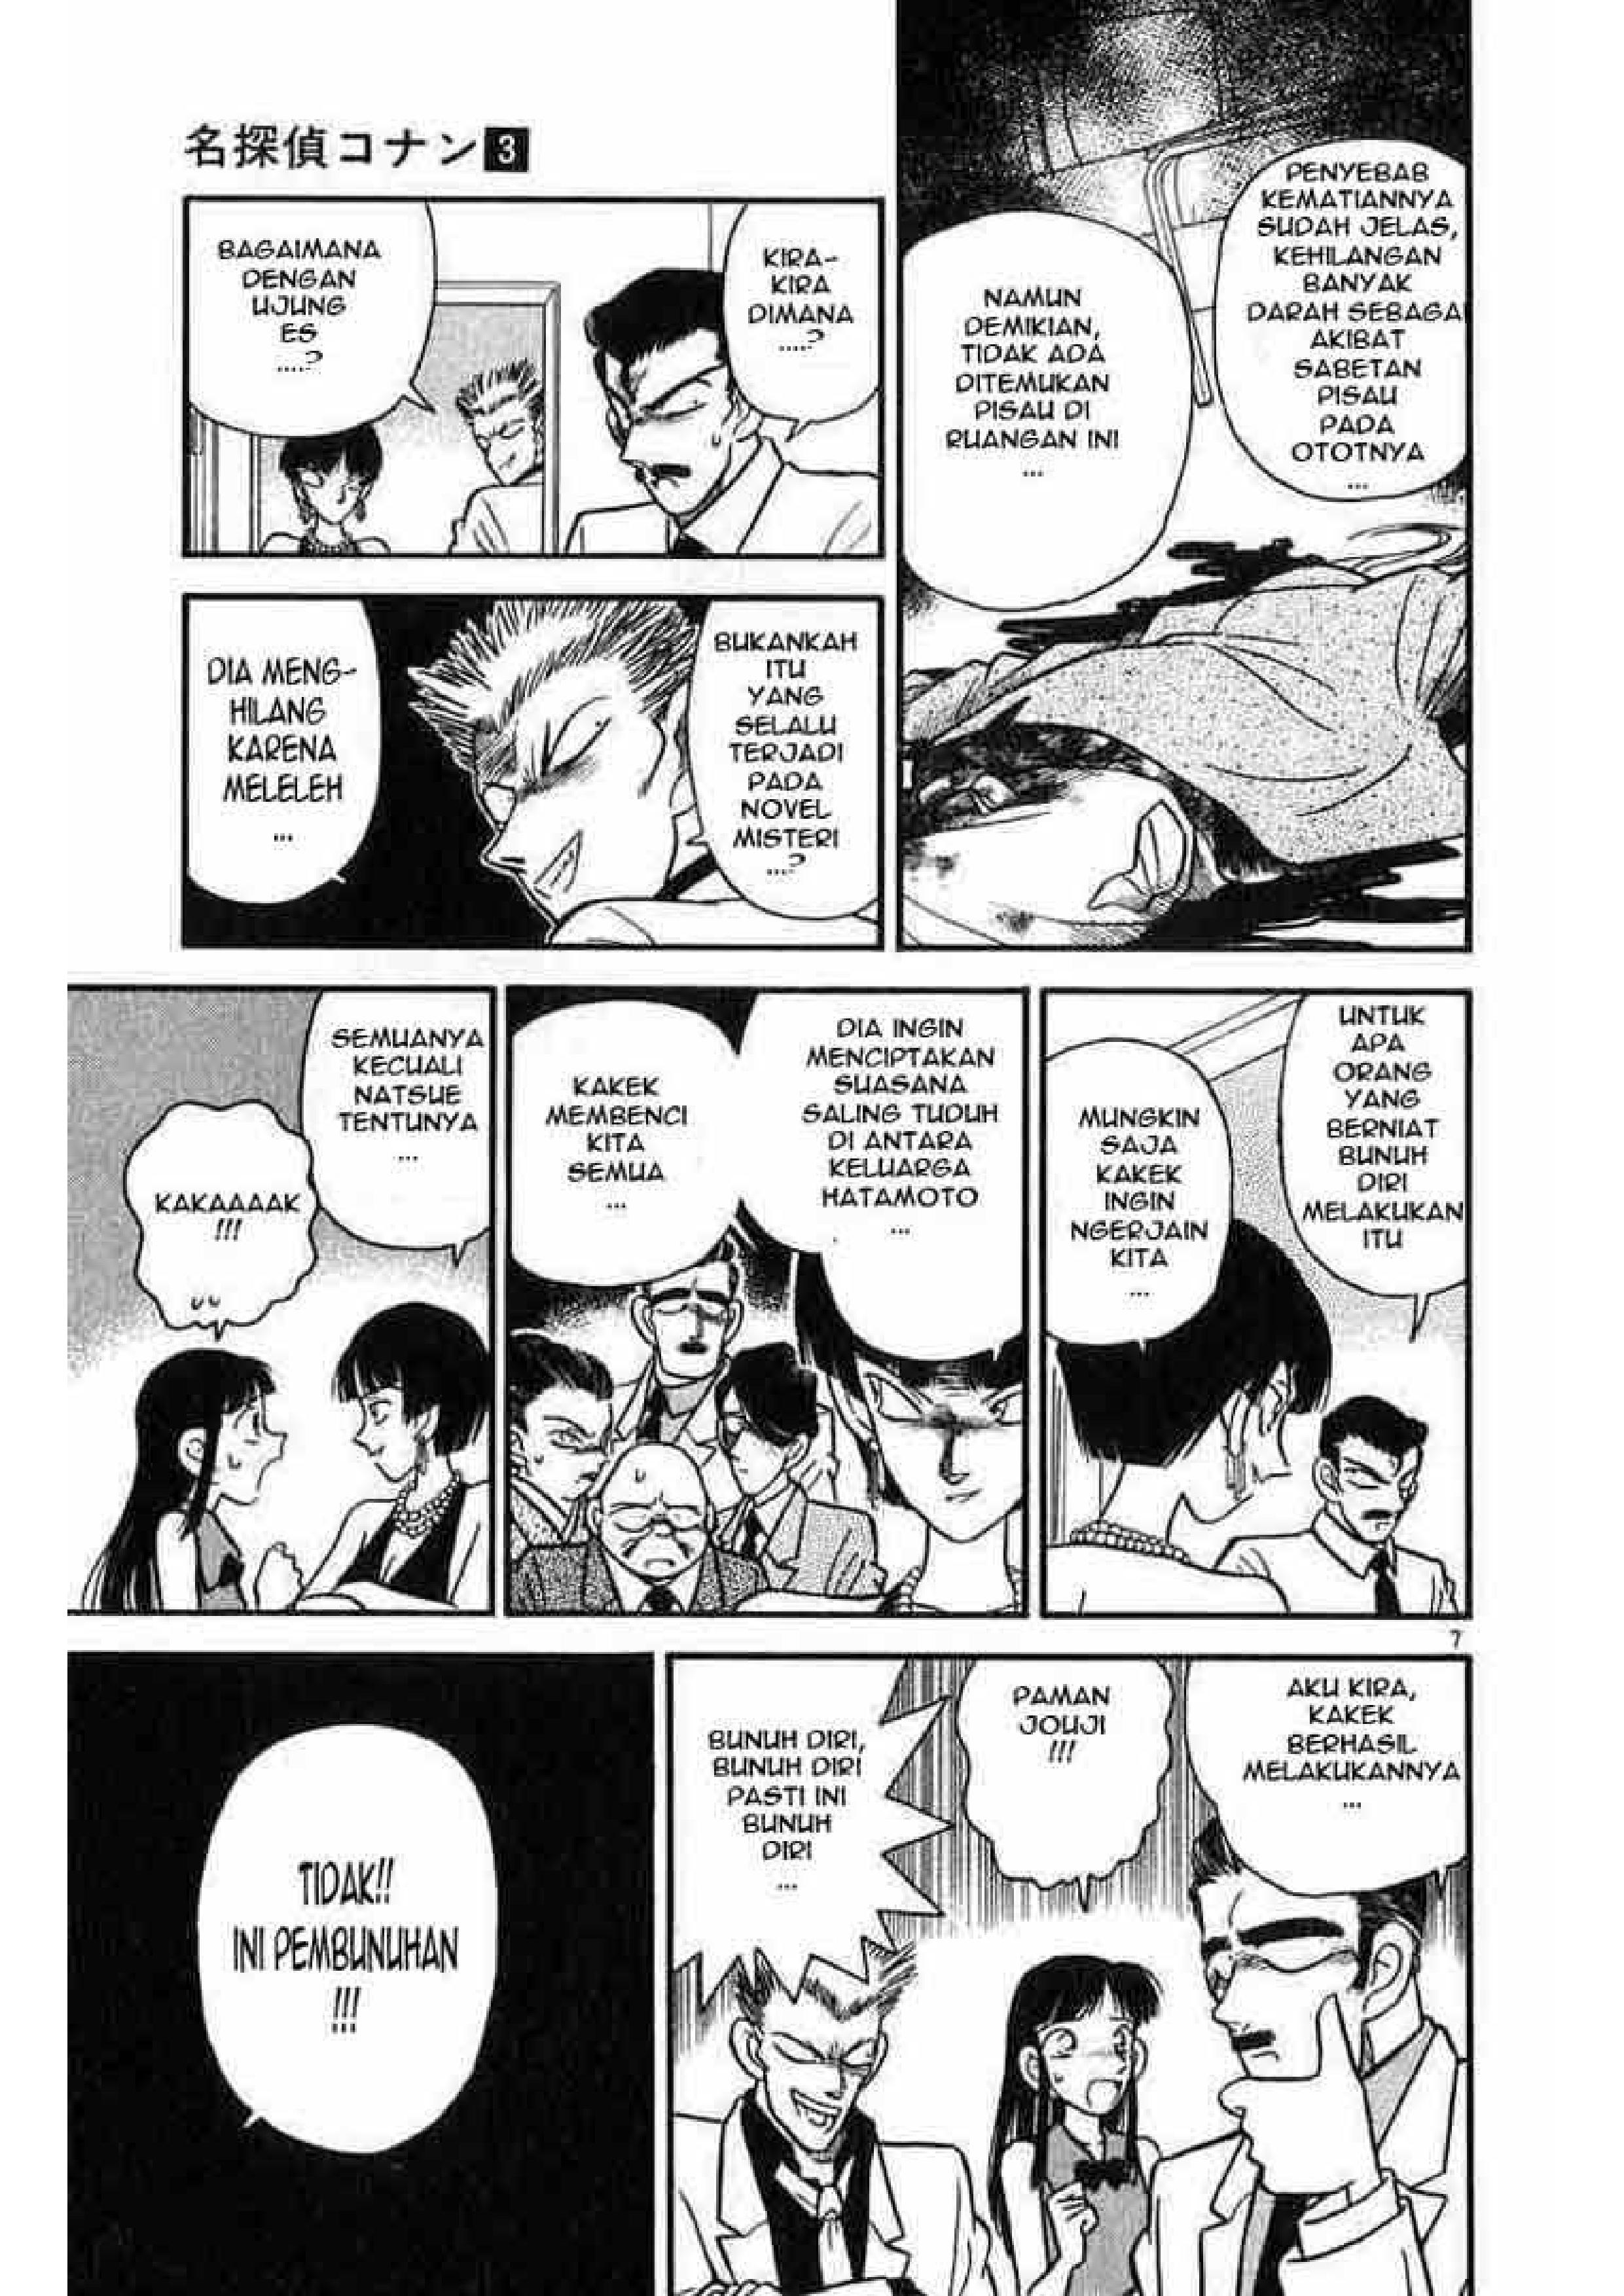 名探偵コナン3
PENYEBAB
KEMATIANNYA
SUDAH JELAS,
KEHILANGAN
BANYAK
DARAH SEBAGAI
AKIBAT
SABETAN
PISAU
PADA
OTOTNYA
...
NAMUN
DEMIKIAN,
TIDAK ADA
DITEMUKAN
PISAU DI
RUANGAN INI
...
KIRA-
KIRA
DIMANA
....?
BAGAIMANA
DENGAN
UJUNG
ES
....?
BUKANKAH
ITU
YANG
SELALU
TERJADI
PADA
NOVEL
MISTERI
....?
DIA MENG-
HILANG
KARENA
MELELEH
...
UNTUK
APA
ORANG
YANG
BERNIAT
BUNUH
DIRI
MELAKUKAN
ITU
MUNGKIN
SAJA
KAKEK
INGIN
NGERJAIN
KITA
...
DIA INGIN
MENCIPTAKAN
SUASANA
SALING TUDUH
DI ANTARA
KELUARGA
HATAMOTO
...
KAKEK
MEMBENCI
KITA
SEMUA
...
SEMUANYA
KECUALI
NATSUE
TENTUNYA
...
KAKAAAAK
!!!
7
AKU KIRA,
KAKEK
BERHASIL
MELAKUKANNYA
...
PAMAN
JOUJI
!!!
BUNUH DIRI,
BUNUH DIRI
PASTI INI
BUNUH
DIRI
...
TIDAK!!
INI PEMBUNUHAN
!!!